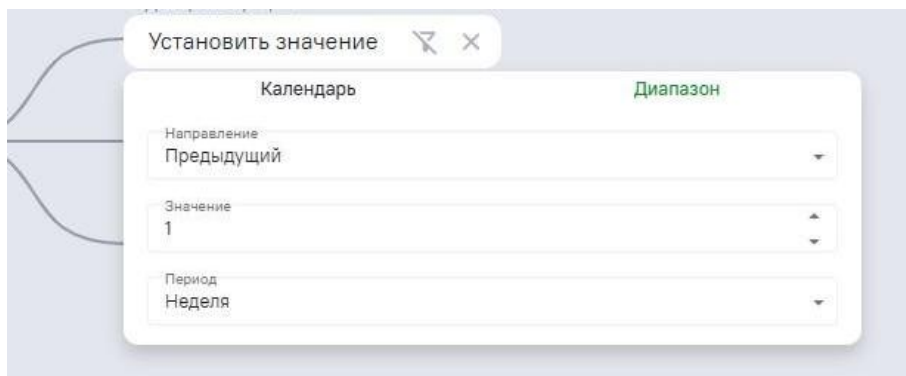 Установить значение
Календарь Диапазон
Направление
Предыдущий
Значение
1
Период
Неделя